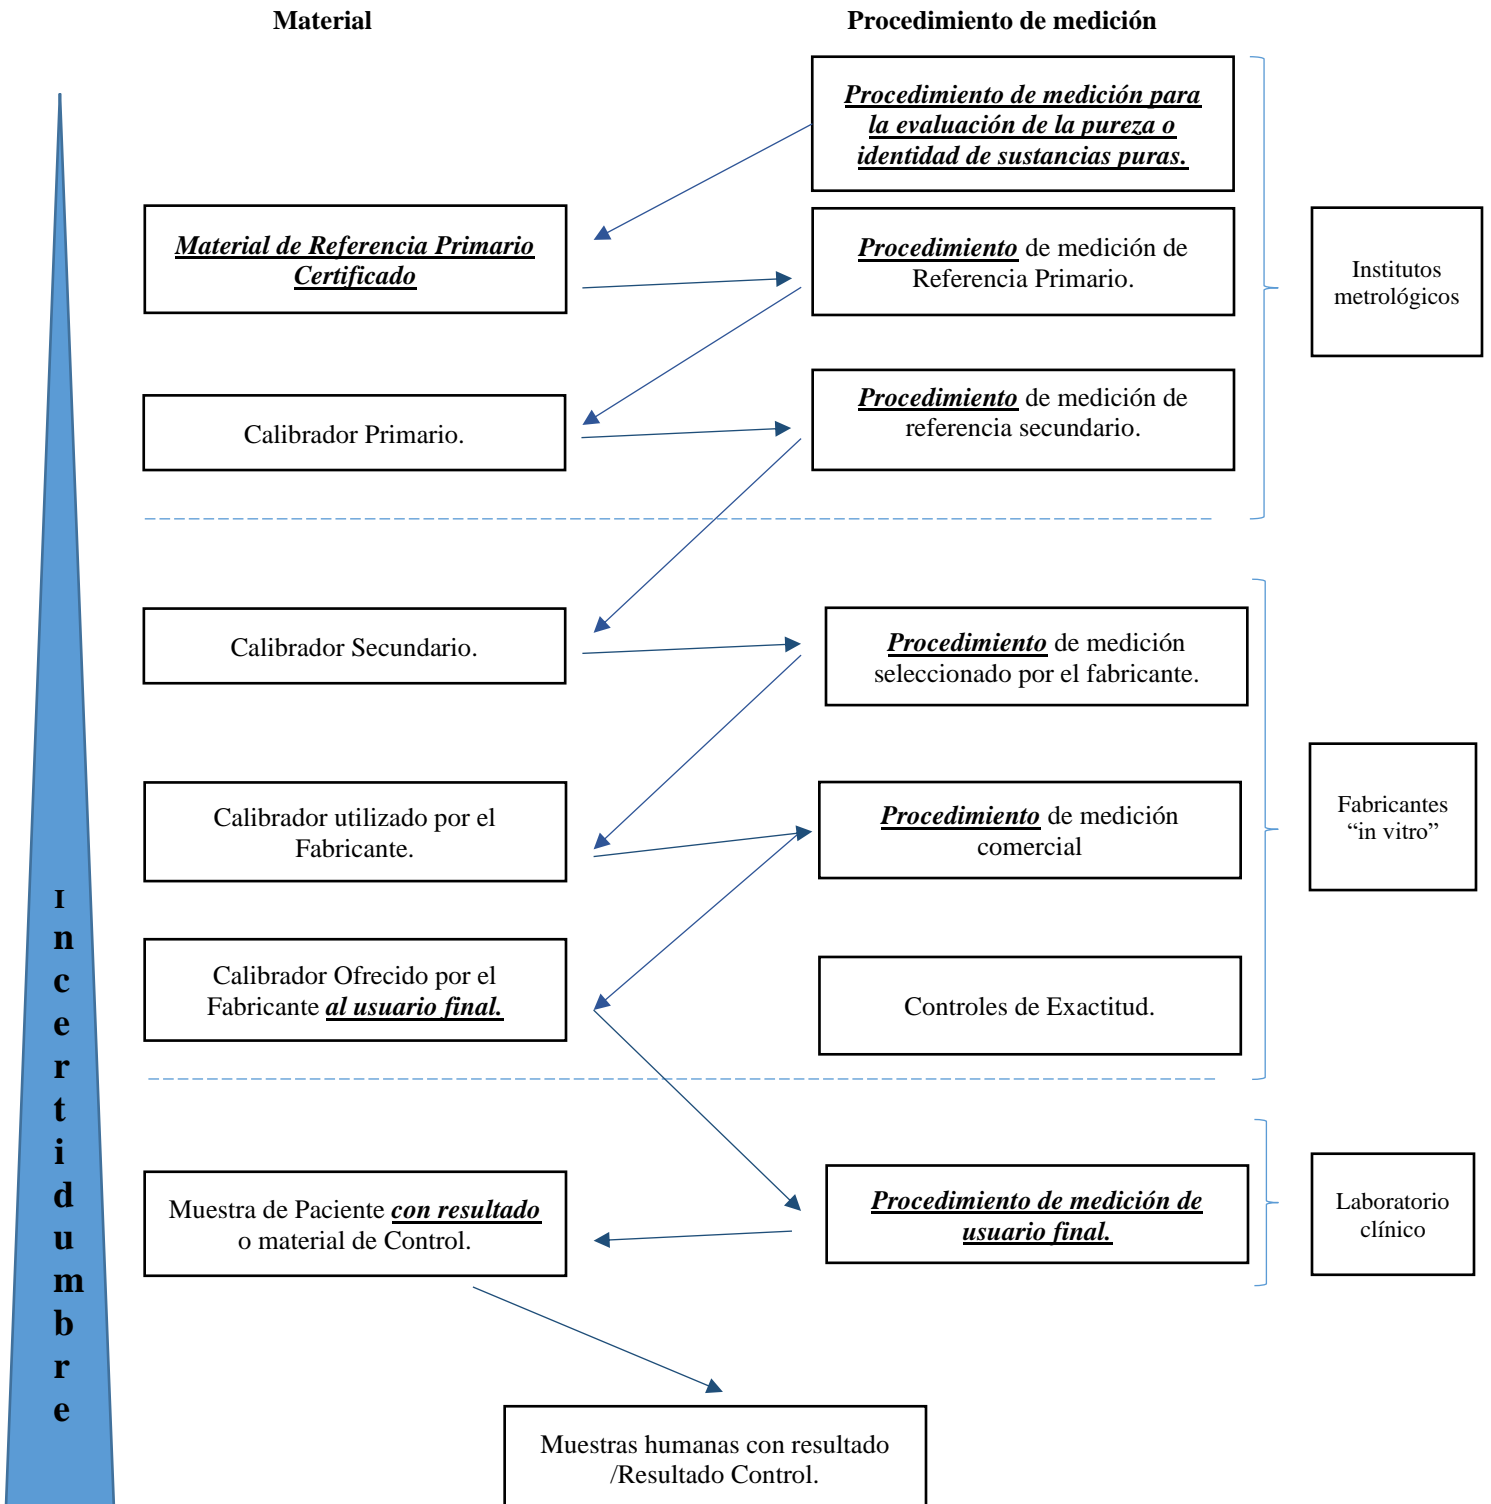 Material
Procedimiento de medición
Procedimiento de medición para
la evaluación de la pureza o
identidad de sustancias puras.
Material de Referencia Primario
Certificado
Procedimiento de medición de
Referencia Primario.
Institutos
metrológicos
Calibrador Primario.
Procedimiento de medición de
referencia secundario.
Calibrador Secundario.
Procedimiento de medición
seleccionado por el fabricante.
Calibrador utilizado por el
Fabricante.
Procedimiento de medición
comercial
Fabricantes
“in vitro”
Calibrador Ofrecido por el
Fabricante al usuario final.
Controles de Exactitud.
Muestra de Paciente con resultado
o material de Control.
Procedimiento de medición de
usuario final.
Laboratorio
clínico
Muestras humanas con resultado
/Resultado Control.
Incertidumbre